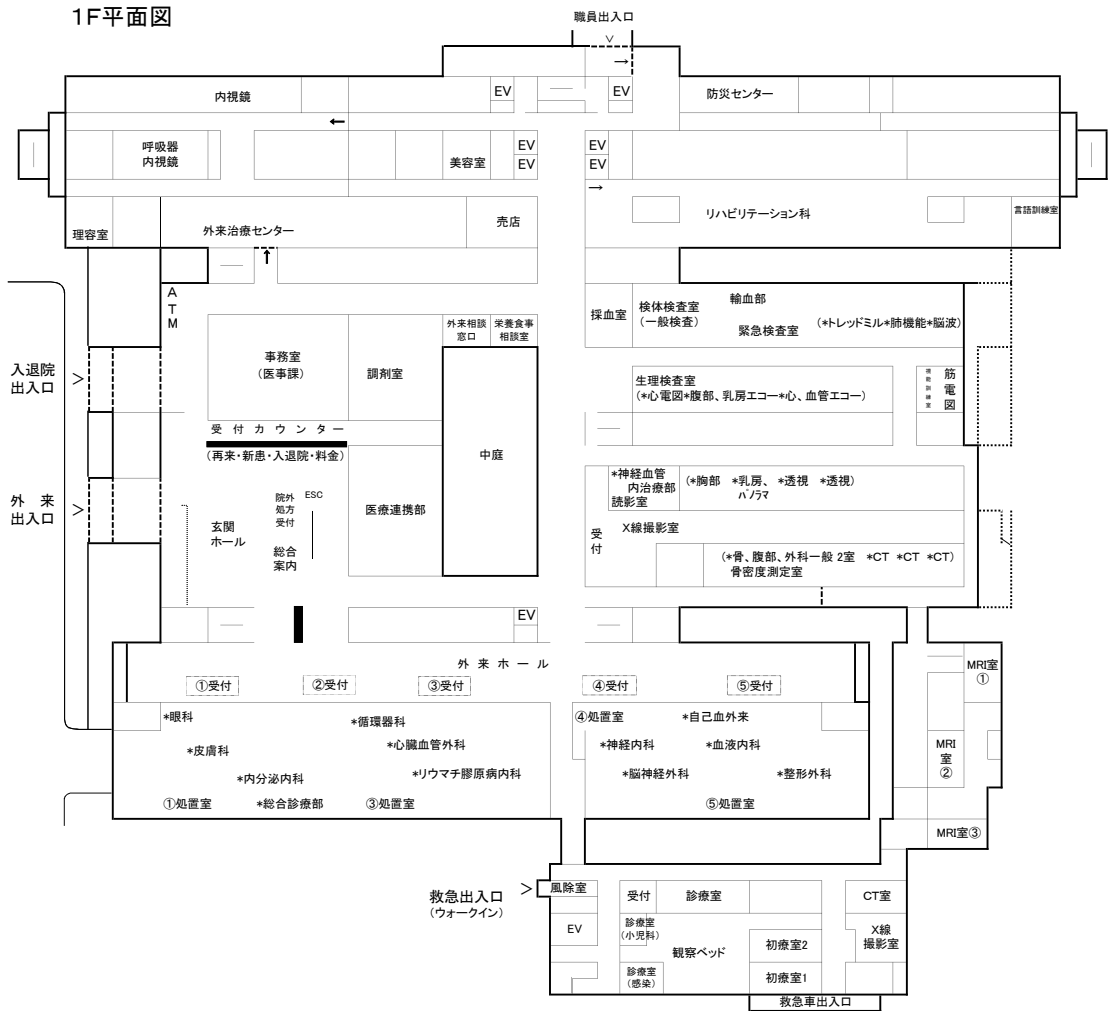 1F平面図
職員出入口
→
内視鏡
EV
EV
防災センター
←
呼吸器
内視鏡
美容室
EV
EV
EV
EV
→
理容室
外来治療センター
売店
リハビリテーション科
言語訓練室
↑
ATM
採血室
検体検査室
(一般検査)
輸血部
緊急検査室
(*トレッドミル*肺機能*脳波)
外来相談
窓口
栄養食事
相談室
入退院
出入口
事務室
(医事課)
調剤室
生理検査室
(*心電図*腹部、乳房エコー*心、血管エコー)
筋電図
受付カウンター
(再来・新患・入退院・料金)
中庭
外来
出入口
玄関
ホール
院外
処方
受付
ESC
総合
案内
医療連携部
*神経血管
内治療部
読影室
(*胸部 *乳房、*透視 *透視)
パノラマ
受付
X線撮影室
(*骨、腹部、外科一般 2室 *CT *CT *CT)
骨密度測定室
EV
外来ホール
①受付
②受付
③受付
④受付
⑤受付
MRI室
①
*眼科
*循環器科
④処置室
*自己血外来
*皮膚科
*心臓血管外科
*神経内科
*血液内科
MRI
室
②
*内分泌内科
*リウマチ膠原病内科
*脳神経外科
*整形外科
①処置室
*総合診療部
③処置室
⑤処置室
MRI室③
救急出入口
(ウォークイン)
風除室
受付
診療室
CT室
EV
診療室
(小児科)
観察ベッド
初療室2
X線
撮影室
診療室
(感染)
初療室1
救急車出入口